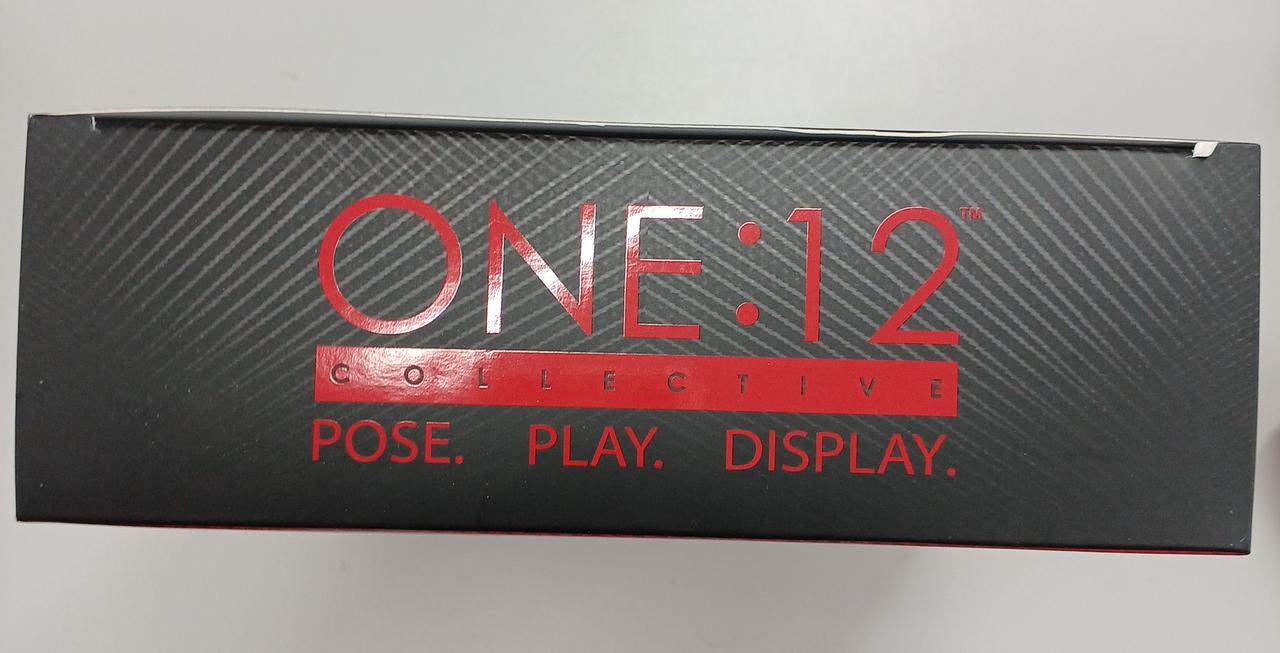 ONE:12™
COLLECTIVE
POSE. PLAY. DISPLAY.